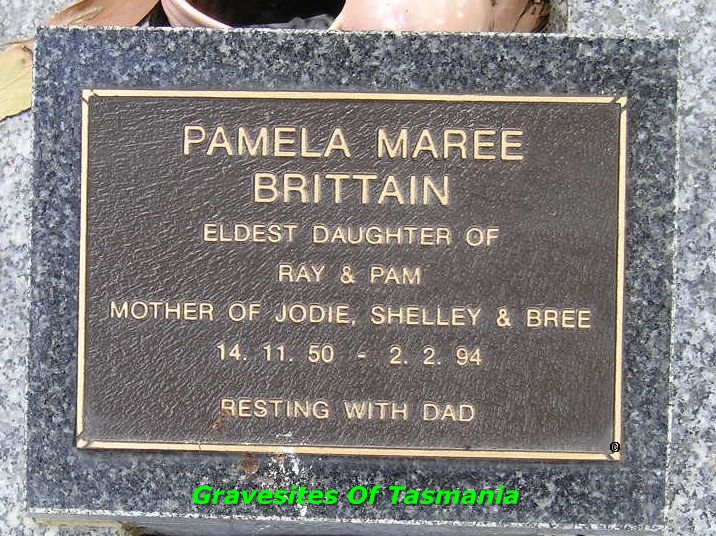 PAMELA MAREE
BRITTAIN
ELDEST DAUGHTER OF
RAY & PAM
MOTHER OF JODIE, SHELLEY & BREE
14. 11. 50 - 2. 2. 94
RESTING WITH DAD
Gravesites Of Tasmania